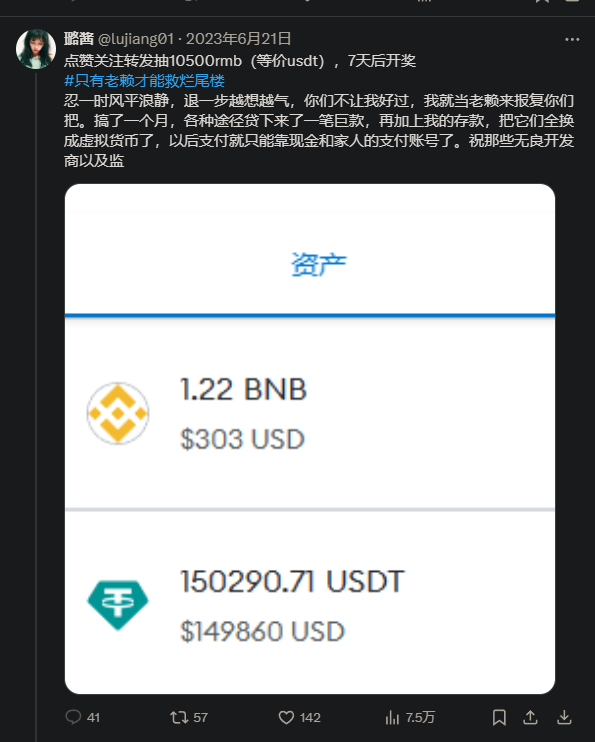 璐酱 @lujiang01 · 2023年6月21日
点赞关注转发抽10500rmb（等价usdt），7天后开奖
#只有老赖才能救烂尾楼
忍一时风平浪静，退一步越想越气，你们不让我好过，我就当老赖来报复你们
把。搞了一个月，各种途径贷下来了一笔巨款，再加上我的存款，把它们全换
成虚拟货币了，以后支付就只能靠现金和家人的支付账号了。祝那些无良开发
商以及监
资产
1.22 BNB
$303 USD
150290.71 USDT
$149860 USD
41 57 142 7.5万